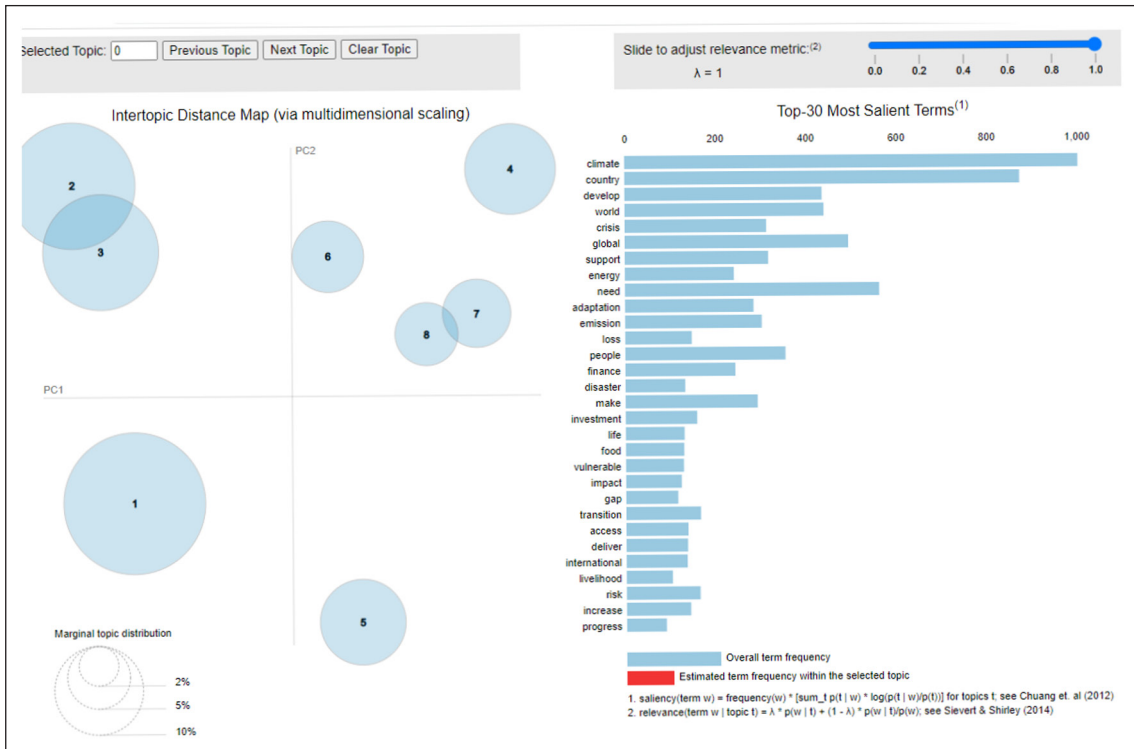 Selected Topic: 0 Previous Topic Next Topic Clear Topic
Slide to adjust relevance metric:(2)
λ = 1
0.0 0.2 0.4 0.6 0.8 1.0
Intertopic Distance Map (via multidimensional scaling)
PC2
PC1
2
3
4
6
7
8
1
5
Marginal topic distribution
2%
5%
10%
Top-30 Most Salient Terms(1)
0 200 400 600 800 1,000
climate
country
develop
world
crisis
global
support
energy
need
adaptation
emission
loss
people
finance
disaster
make
investment
life
food
vulnerable
impact
gap
transition
access
deliver
international
livelihood
risk
increase
progress
Overall term frequency
Estimated term frequency within the selected topic
1. saliency(term w) = frequency(w) * [sum_t p(t | w) * log(p(t | w)/p(t))] for topics t; see Chuang et. al (2012)
2. relevance(term w | topic t) = λ * p(w | t) + (1 - λ) * p(w | t)/p(w); see Sievert & Shirley (2014)